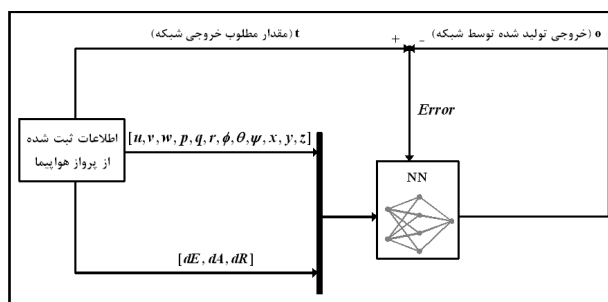 t (مقدار مطلوب خروجی شبکه)
+ -
o (خروجی تولید شده توسط شبکه)
Error
اطلاعات ثبت شده
از پرواز هواپیما
[u, v, w, p, q, r, ϕ, θ, ψ, x, y, z]
NN
[dE, dA, dR]